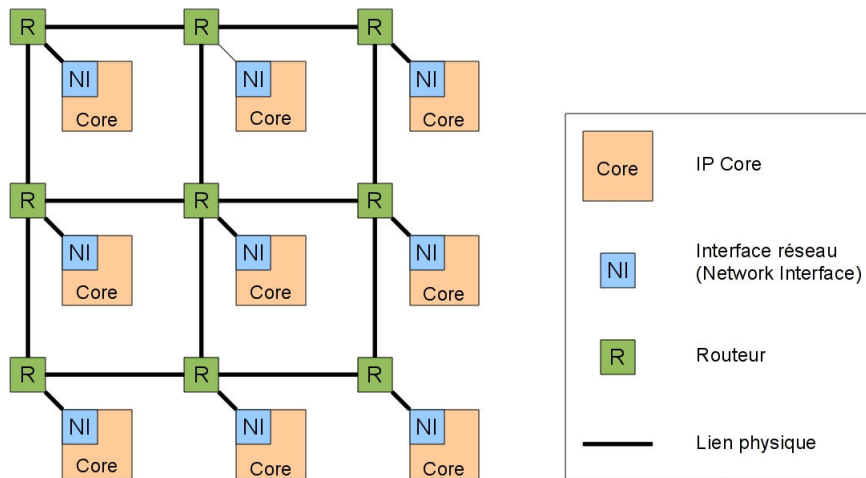 R R R
NI NI NI
Core Core Core
R R R
NI NI NI
Core Core Core
R R R
NI NI NI
Core Core Core
Core IP Core
NI Interface réseau
(Network Interface)
R Routeur
Lien physique